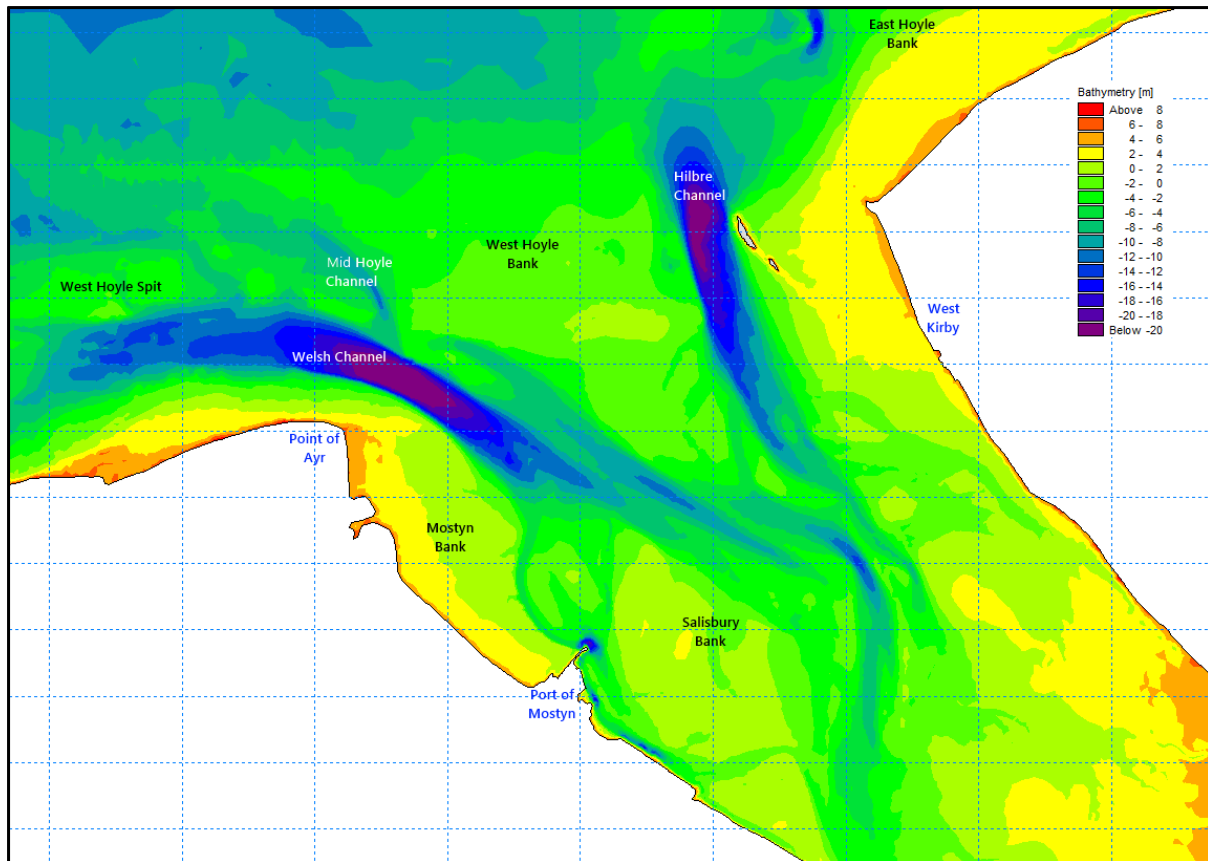 East Hoyle
Bank
Bathymetry [m]
Above 8
6 - 8
4 - 6
2 - 4
0 - 2
-2 - 0
-4 - -2
-6 - -4
-8 - -6
-10 - -8
-12 - -10
-14 - -12
-16 - -14
-18 - -16
-20 - -18
Below -20
Hilbre
Channel
West Hoyle
Bank
Mid Hoyle
Channel
West Hoyle Spit
West
Kirby
Welsh Channel
Point of
Ayr
Mostyn
Bank
Salisbury
Bank
Port of
Mostyn